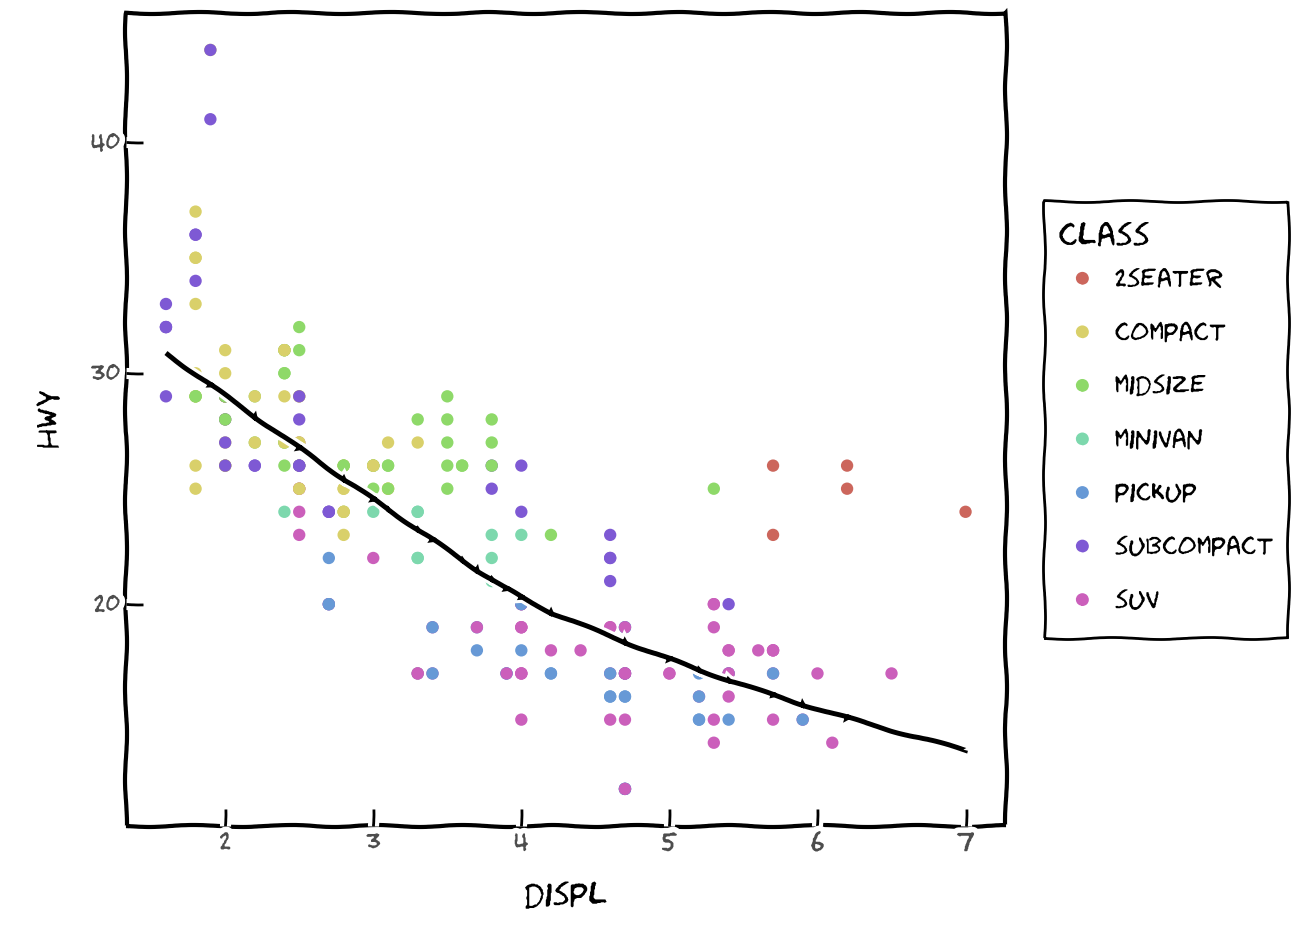 40
30
20
HWY
2
3
4
5
6
7
DISPL
CLASS
2SEATER
COMPACT
MIDSIZE
MINIVAN
PICKUP
SUBCOMPACT
SUV